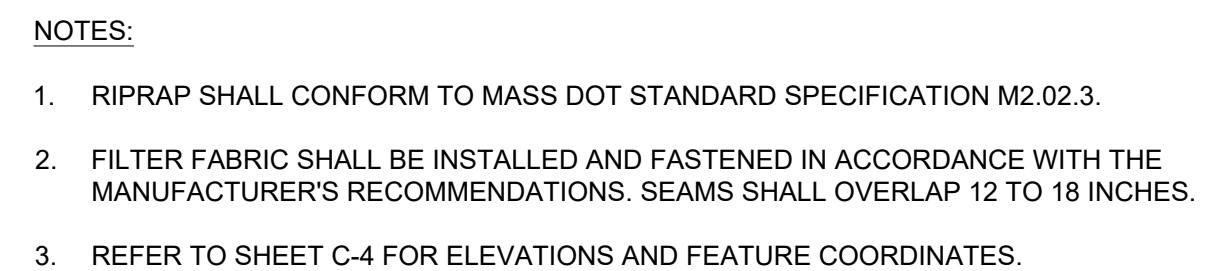 NOTES:
1. RIPRAP SHALL CONFORM TO MASS DOT STANDARD SPECIFICATION M2.02.3.
2. FILTER FABRIC SHALL BE INSTALLED AND FASTENED IN ACCORDANCE WITH THE
MANUFACTURER'S RECOMMENDATIONS. SEAMS SHALL OVERLAP 12 TO 18 INCHES.
3. REFER TO SHEET C-4 FOR ELEVATIONS AND FEATURE COORDINATES.